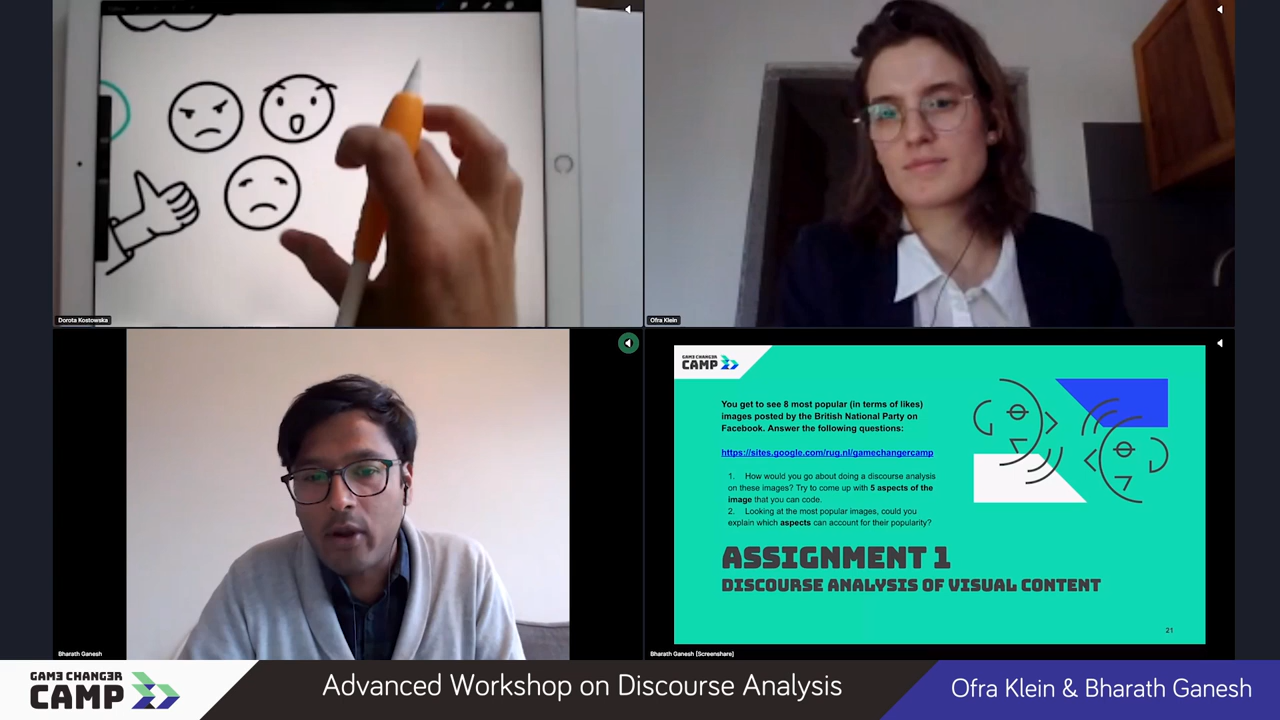 Dorota Kostowska
Ofra Klein
GAME CHANGER
CAMP
You get to see 8 most popular (in terms of likes)
images posted by the British National Party on
Facebook. Answer the following questions:
https://sites.google.com/rug.nl/gamechangercamp
1. How would you go about doing a discourse analysis
on these images? Try to come up with 5 aspects of the
image that you can code.
2. Looking at the most popular images, could you
explain which aspects can account for their popularity?
ASSIGNMENT 1
DISCOURSE ANALYSIS OF VISUAL CONTENT
21
Bharath Ganesh
Bharath Ganesh [Screenshare]
GAME CHANGER
CAMP
Advanced Workshop on Discourse Analysis
Ofra Klein & Bharath Ganesh